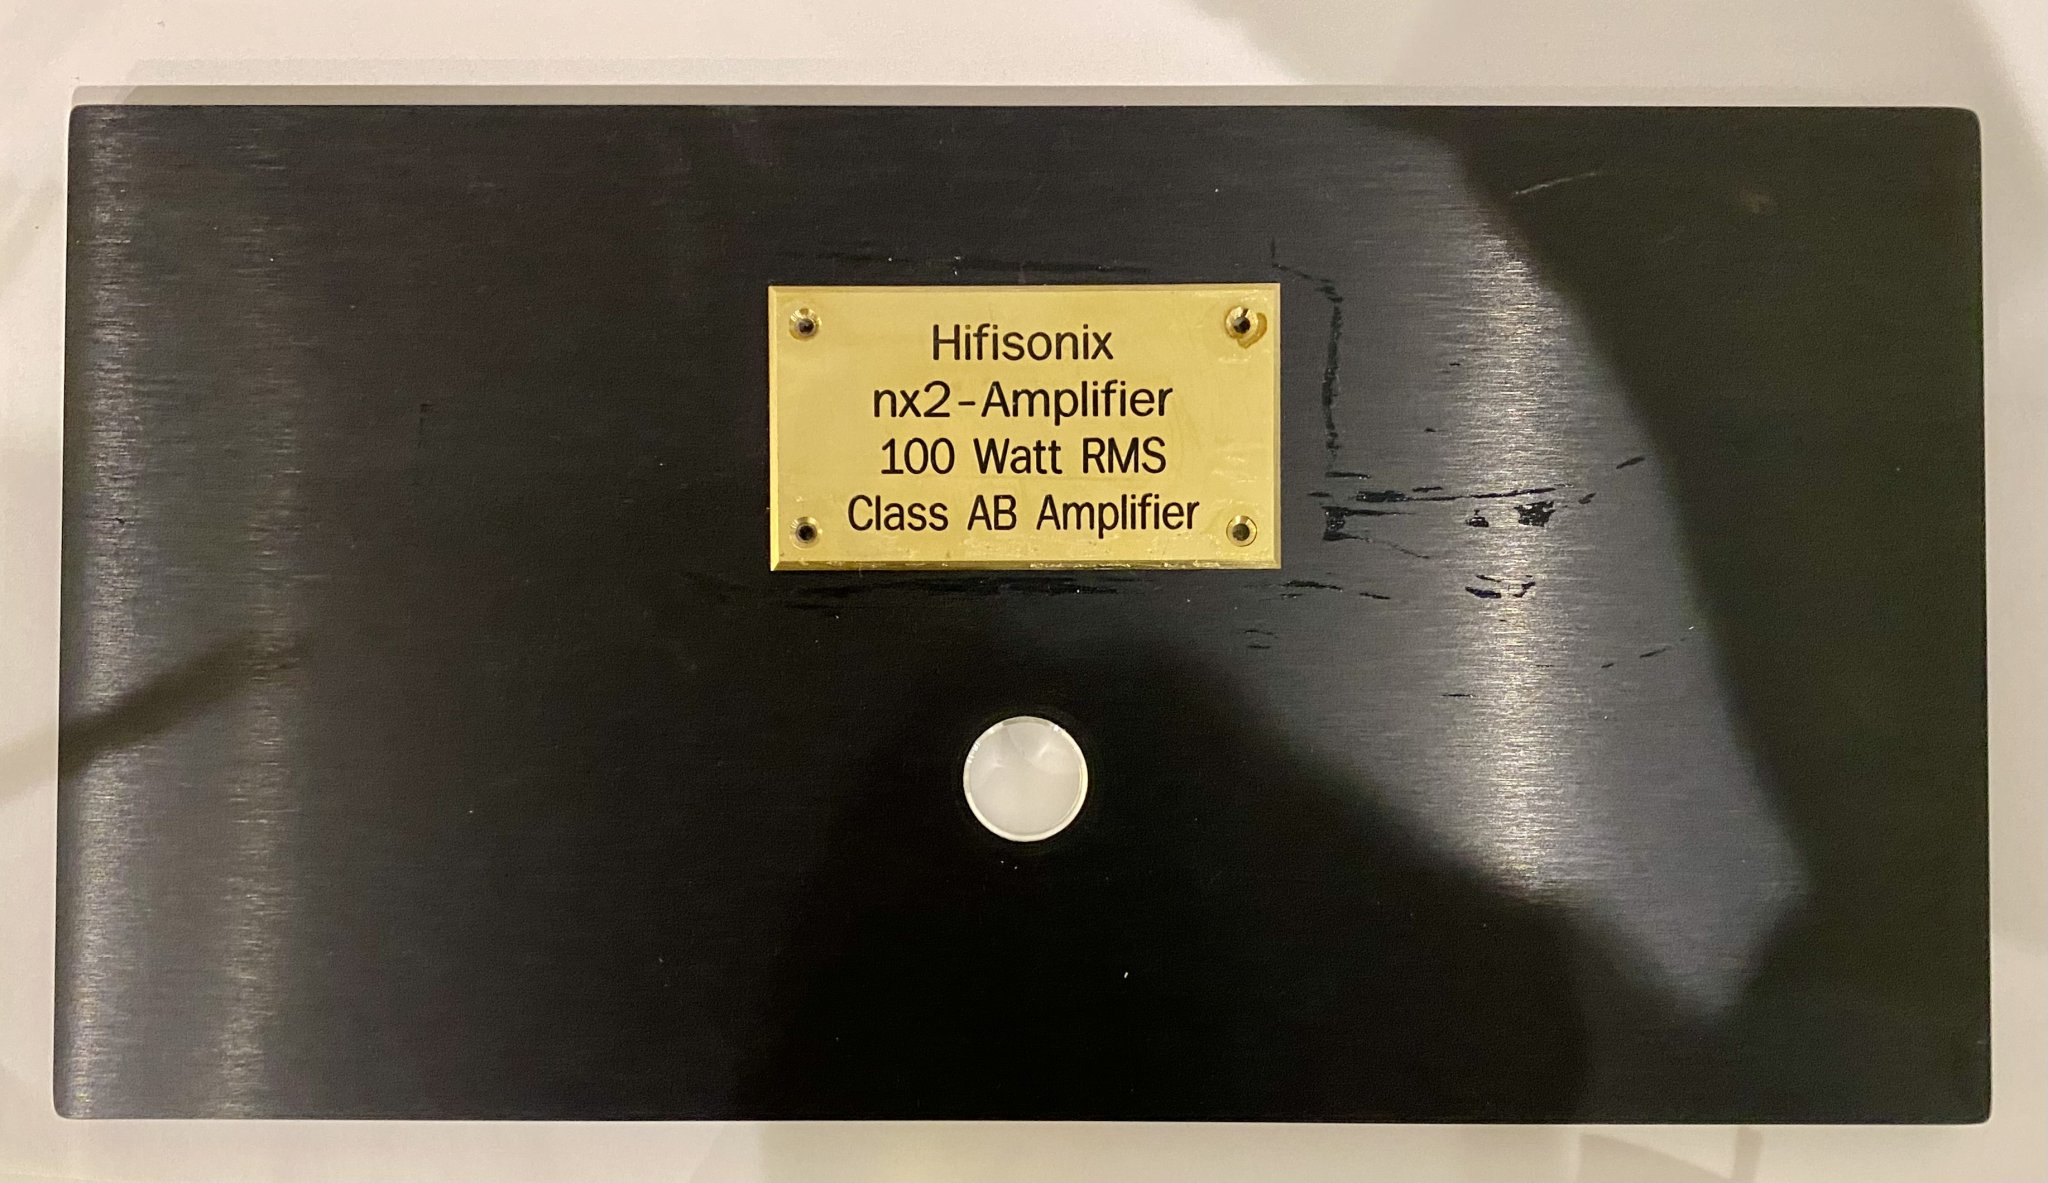 Hifisonix
nx2-Amplifier
100 Watt RMS
Class AB Amplifier